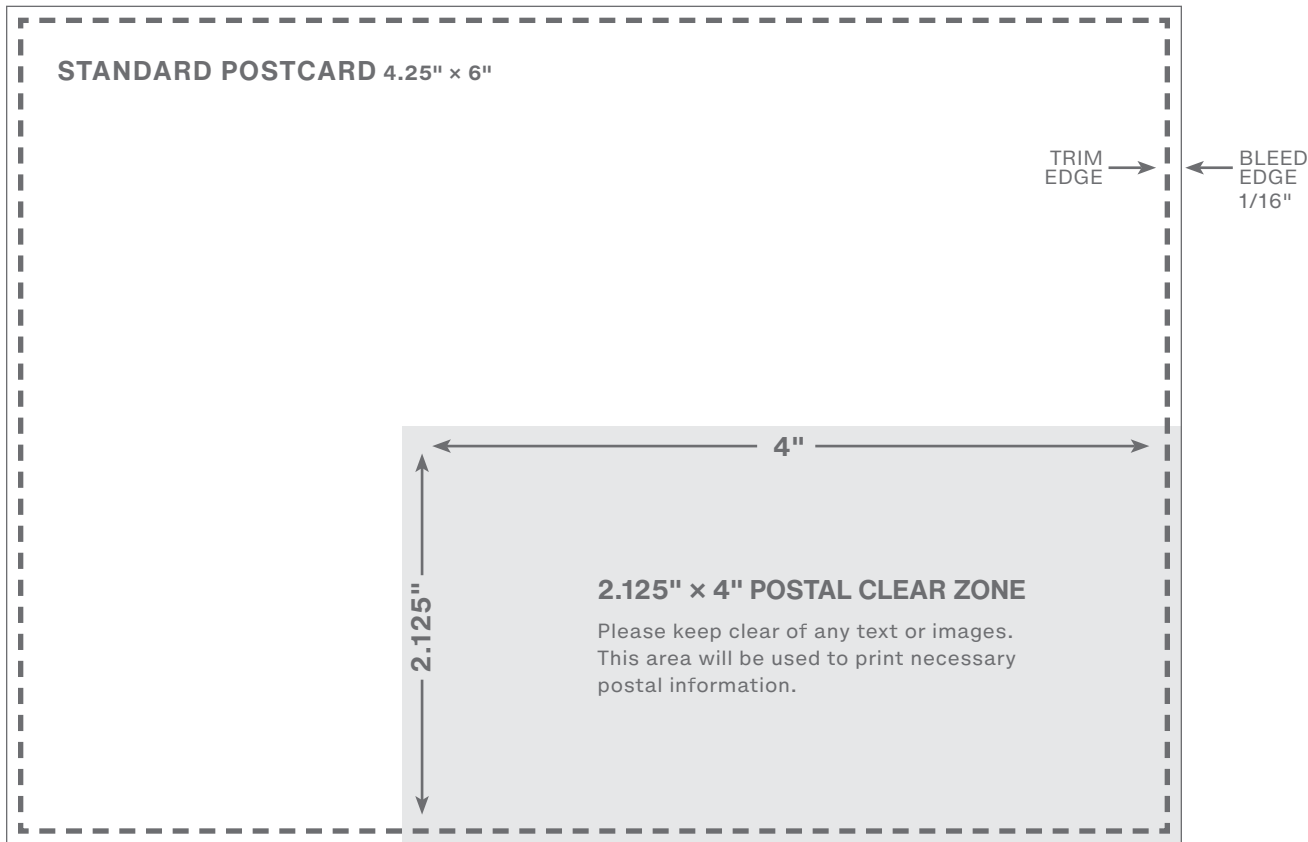 STANDARD POSTCARD 4.25" × 6"
TRIM
EDGE
BLEED
EDGE
1/16"
4"
2.125"
2.125" × 4" POSTAL CLEAR ZONE
Please keep clear of any text or images.
This area will be used to print necessary
postal information.